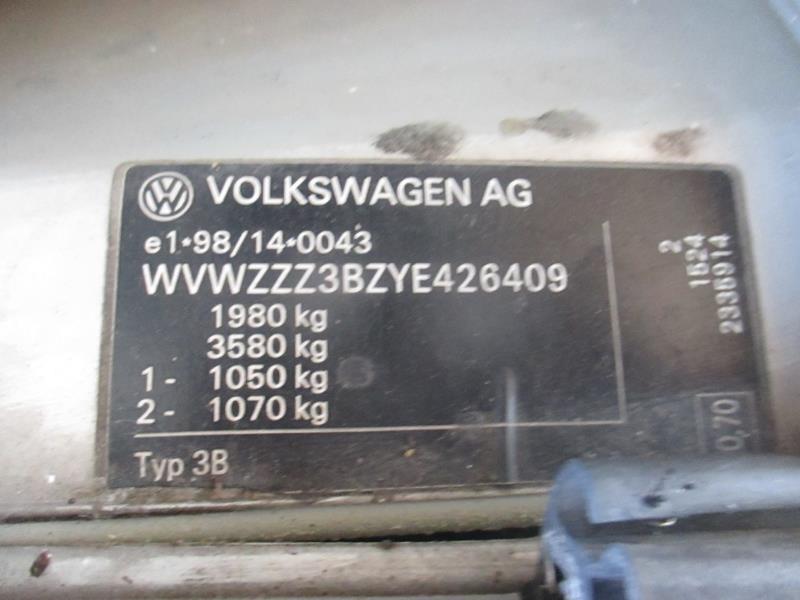 VOLKSWAGEN AG
e1*98/14*0043
WVWZZZ3BZYE426409
1980 kg
3580 kg
1- 1050 kg
2- 1070 kg
Typ 3B
2
1524
2335914
0,70